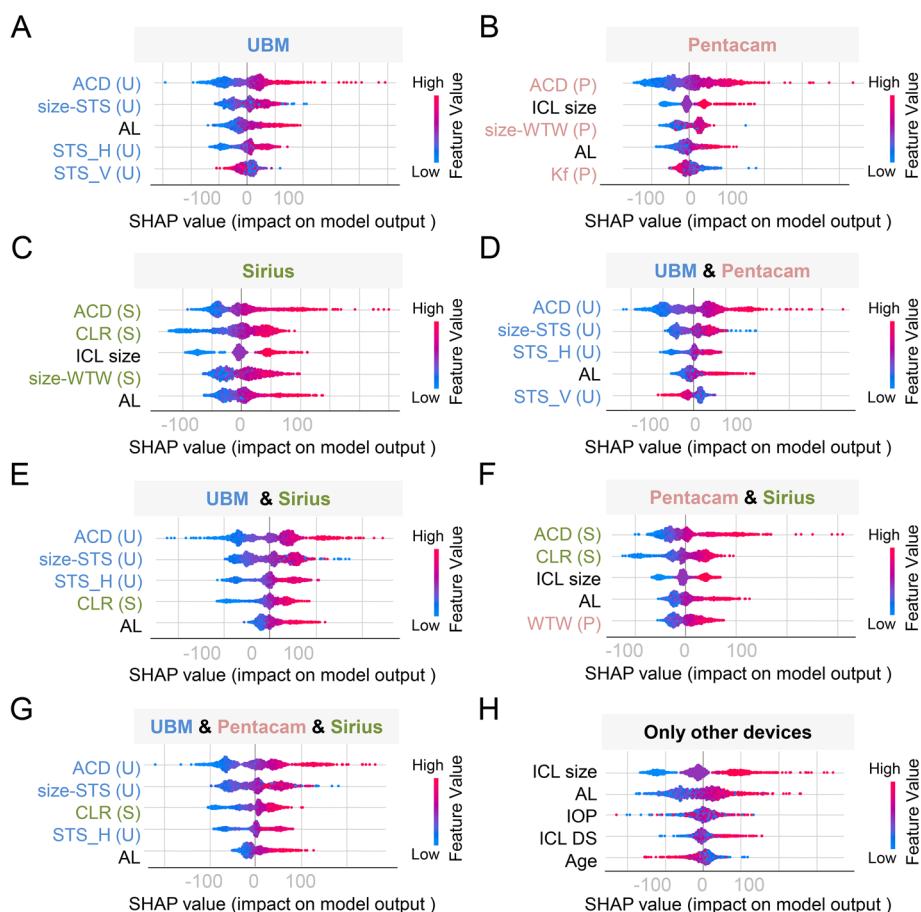 A
UBM
ACD (U)
size-STS (U)
AL
STS_H (U)
STS_V (U)
-100 0 100
SHAP value (impact on model output )
High
Low
Feature Value
B
Pentacam
ACD (P)
ICL size
size-WTW (P)
AL
Kf (P)
-100 0 100
SHAP value (impact on model output )
High
Low
Feature Value
C
Sirius
ACD (S)
CLR (S)
ICL size
size-WTW (S)
AL
-100 0 100
SHAP value (impact on model output )
High
Low
Feature Value
D
UBM & Pentacam
ACD (U)
size-STS (U)
STS_H (U)
AL
STS_V (U)
-100 0 100
SHAP value (impact on model output )
High
Low
Feature Value
E
UBM & Sirius
ACD (U)
size-STS (U)
STS_H (U)
CLR (S)
AL
-100 0 100
SHAP value (impact on model output )
High
Low
Feature Value
F
Pentacam & Sirius
ACD (S)
CLR (S)
ICL size
AL
WTW (P)
-100 0 100
SHAP value (impact on model output )
High
Low
Feature Value
G
UBM & Pentacam & Sirius
ACD (U)
size-STS (U)
CLR (S)
STS_H (U)
AL
-100 0 100
SHAP value (impact on model output )
High
Low
Feature Value
H
Only other devices
ICL size
AL
IOP
ICL DS
Age
-100 0 100
SHAP value (impact on model output )
High
Low
Feature Value